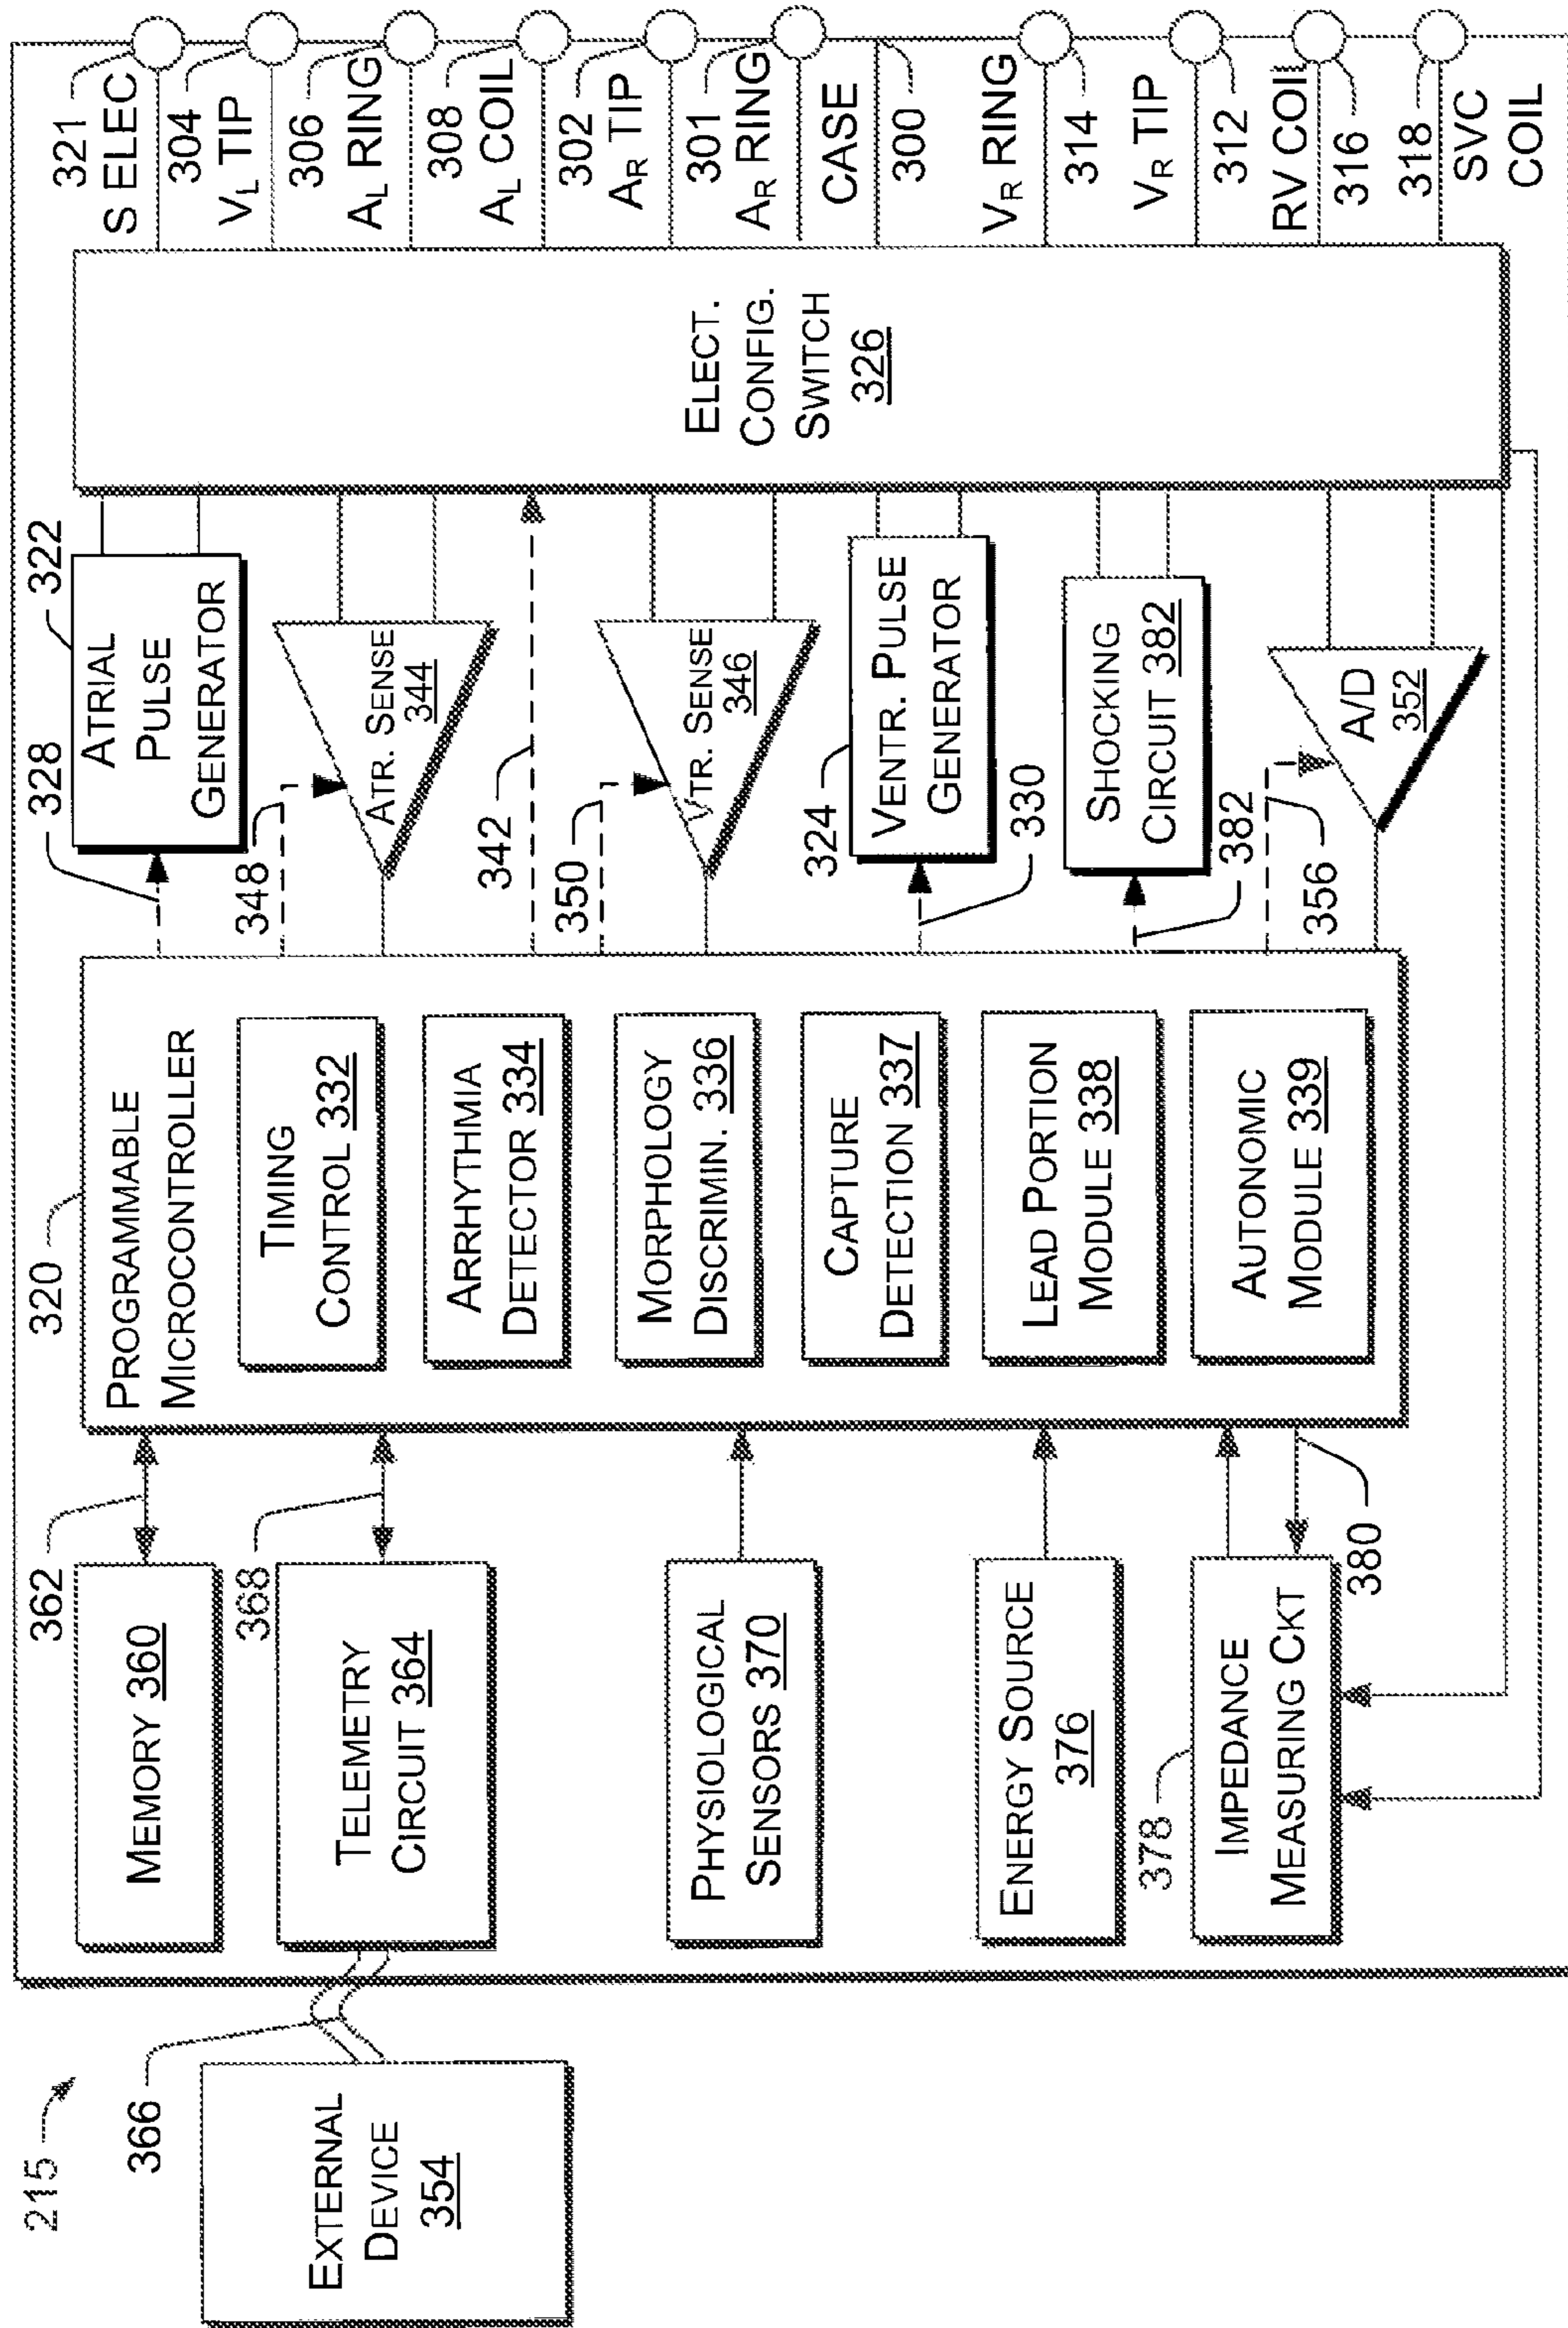 215
366
EXTERNAL
DEVICE
354
362
MEMORY 360
368
TELEMETRY
CIRCUIT 364
PHYSIOLOGICAL
SENSORS 370
ENERGY SOURCE
376
378
IMPEDANCE
MEASURING CKT
380
320
PROGRAMMABLE
MICROCONTROLLER
TIMING
CONTROL 332
ARRHYTHMIA
DETECTOR 334
MORPHOLOGY
DISCRIMIN. 336
CAPTURE
DETECTION 337
LEAD PORTION
MODULE 338
AUTONOMIC
MODULE 339
328
322
ATRIAL
PULSE
GENERATOR
348
ATR. SENSE
344
342
350
VTR. SENSE
346
324
VENTR. PULSE
GENERATOR
330
SHOCKING
CIRCUIT 382
382
356
A/D
352
ELECT.
CONFIG.
SWITCH
326
321
S ELEC
304
VL TIP
306
AL RING
308
AL COIL
302
AR TIP
301
AR RING
CASE
300
VR RING
314
VR TIP
312
RV COIL
316
318
SVC
COIL